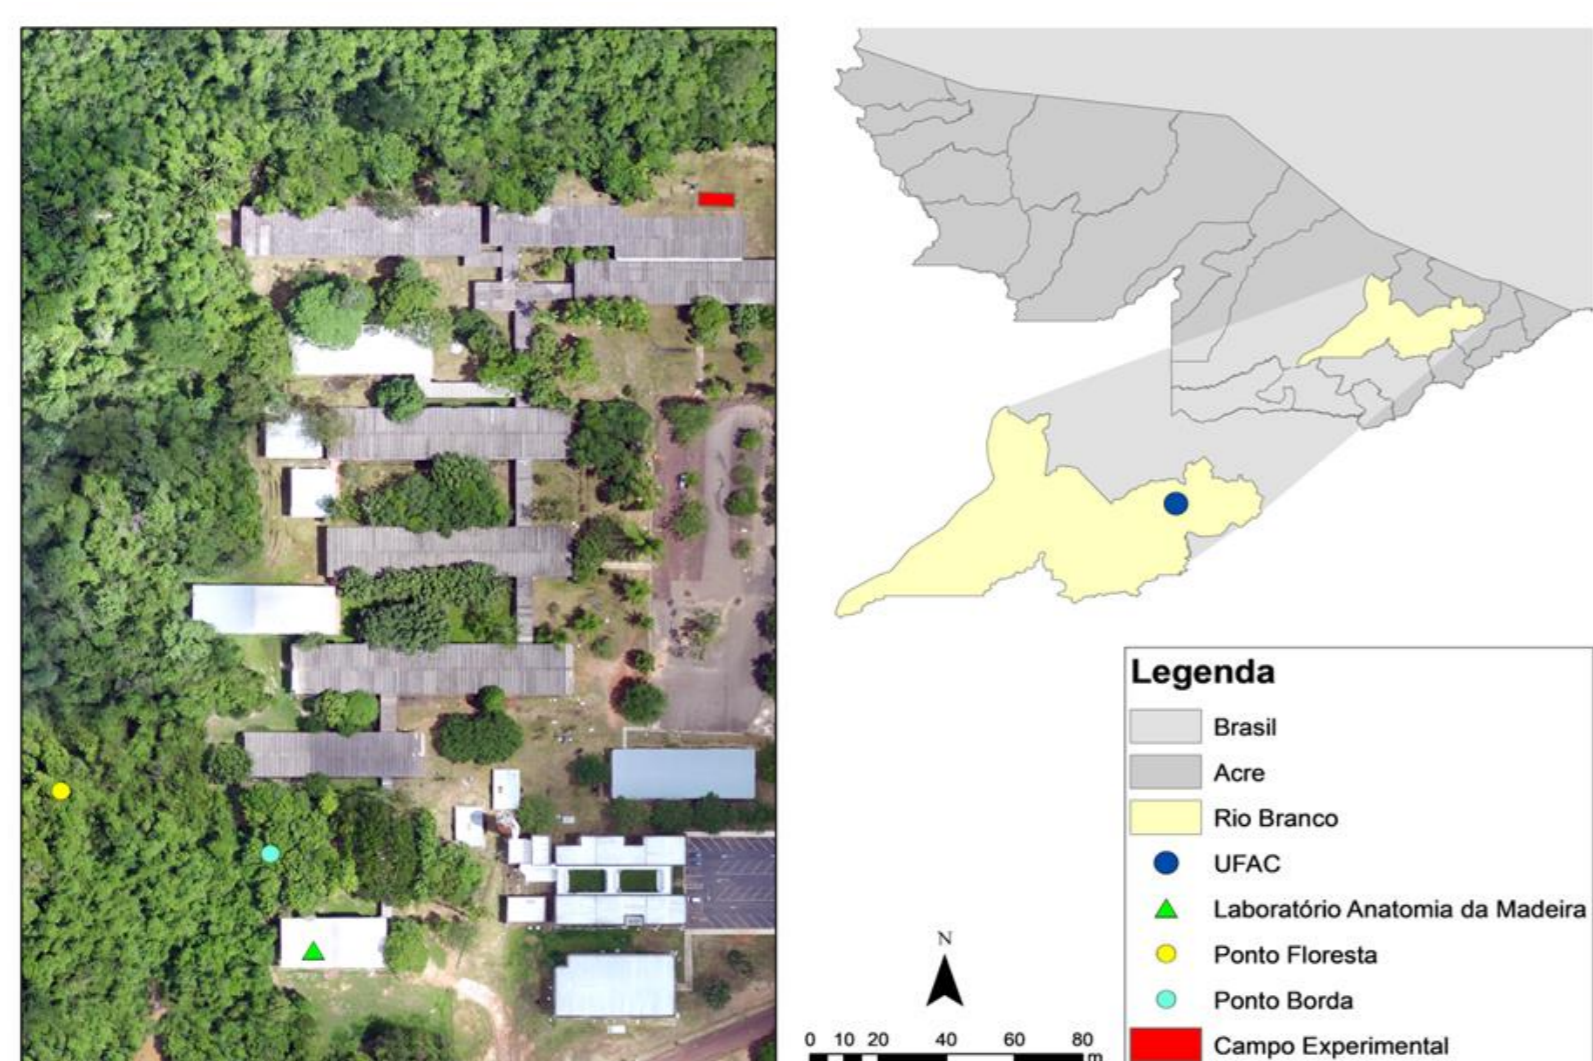 Legenda
Brasil
Acre
Rio Branco
UFAC
Laboratório Anatomia da Madeira
Ponto Floresta
Ponto Borda
Campo Experimental
N
0 10 20 40 60 80
m